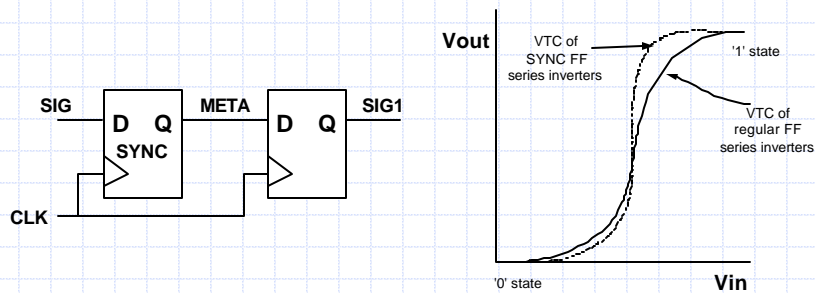 SIG
META
SIG1
D Q
SYNC
D Q
CLK
Vout
VTC of
SYNC FF
series inverters
'1' state
VTC of
regular FF
series inverters
'0' state
Vin